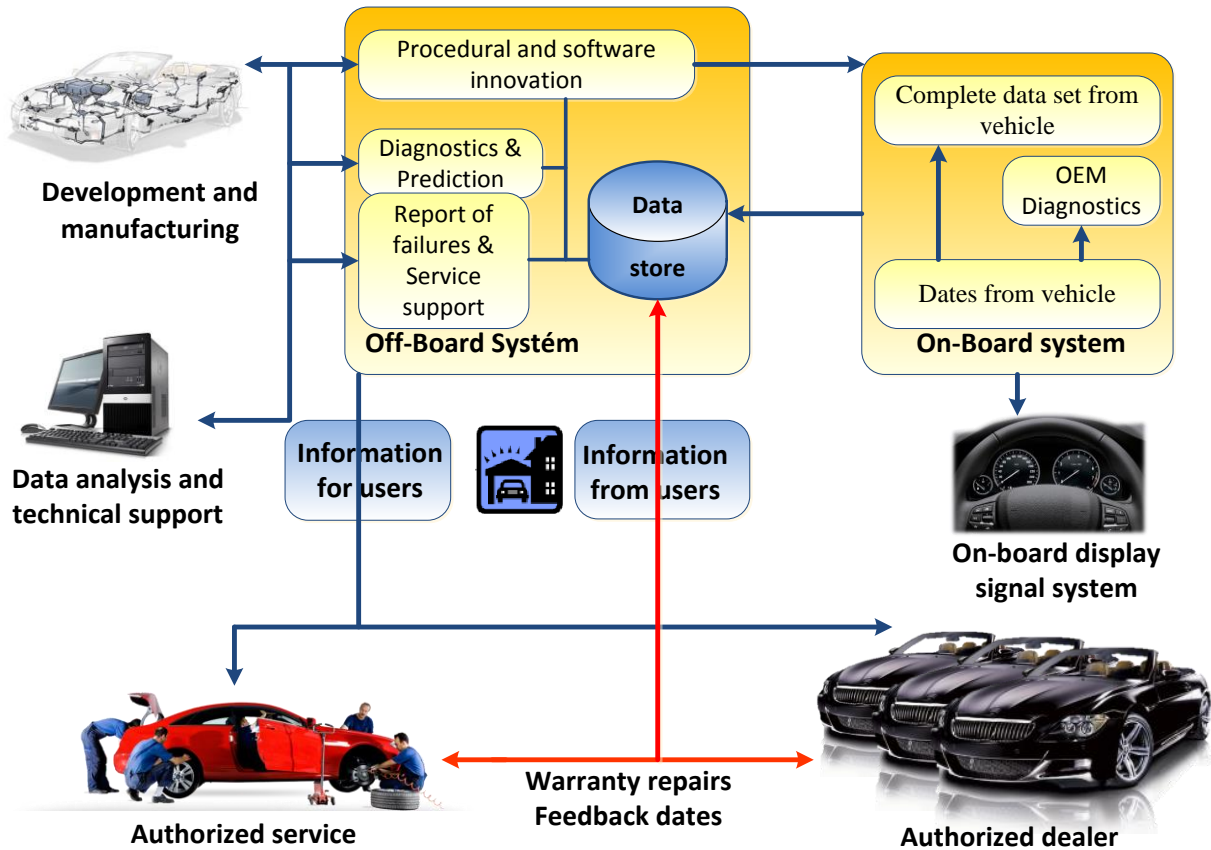 Procedural and software
innovation
Diagnostics &
Prediction
Report of
failures &
Service
support
Data
store
Off-Board Systém
Complete data set from
vehicle
OEM
Diagnostics
Dates from vehicle
On-Board system
Development and
manufacturing
Data analysis and
technical support
Information
for users
Information
from users
On-board display
signal system
Warranty repairs
Feedback dates
Authorized service
Authorized dealer